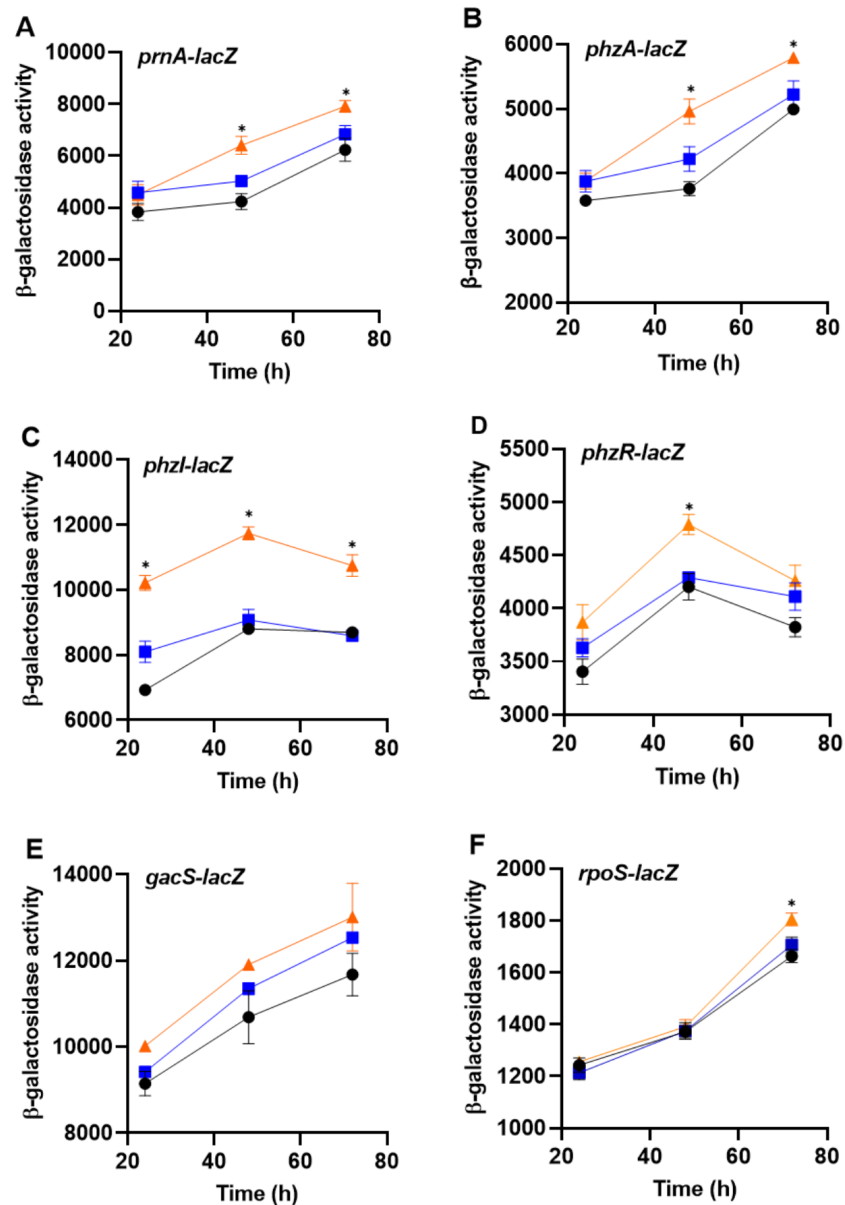 A
prnA-lacZ
β-galactosidase activity
10000
8000
6000
4000
2000
0
* *
20 40 60 80
Time (h)
B
phzA-lacZ
β-galactosidase activity
6000
5000
4000
3000
2000
* *
20 40 60 80
Time (h)
C
phzI-lacZ
β-galactosidase activity
14000
12000
10000
8000
6000
* * *
20 40 60 80
Time (h)
D
phzR-lacZ
β-galactosidase activity
5500
5000
4500
4000
3500
3000
*
20 40 60 80
Time (h)
E
gacS-lacZ
β-galactosidase activity
14000
12000
10000
8000
20 40 60 80
Time (h)
F
rpoS-lacZ
β-galactosidase activity
2000
1800
1600
1400
1200
1000
*
20 40 60 80
Time (h)